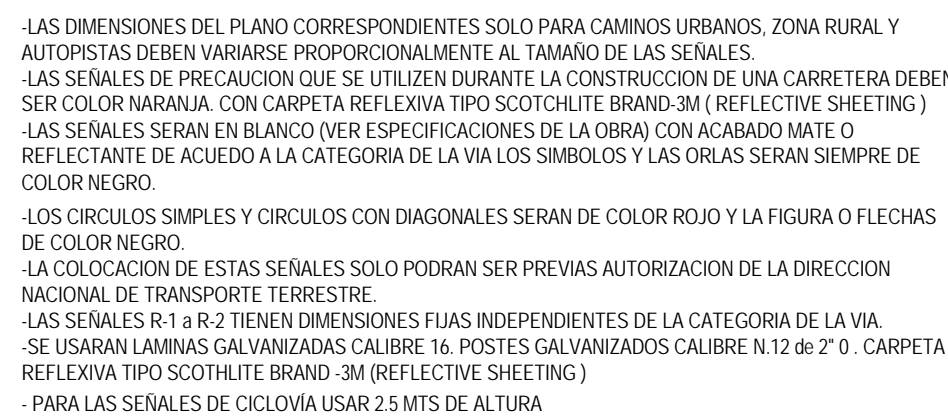 -LAS DIMENSIONES DEL PLANO CORRESPONDIENTES SOLO PARA CAMINOS URBANOS, ZONA RURAL Y
AUTOPISTAS DEBEN VARIARSE PROPORCIONALMENTE AL TAMAÑO DE LAS SEÑALES.
-LAS SEÑALES DE PRECAUCION QUE SE UTILIZEN DURANTE LA CONSTRUCCION DE UNA CARRETERA DEBEN
SER COLOR NARANJA. CON CARPETA REFLEXIVA TIPO SCOTCHLITE BRAND-3M ( REFLECTIVE SHEETING )
-LAS SEÑALES SERAN EN BLANCO (VER ESPECIFICACIONES DE LA OBRA) CON ACABADO MATE O
REFLECTANTE DE ACUEDO A LA CATEGORIA DE LA VIA LOS SIMBOLOS Y LAS ORLAS SERAN SIEMPRE DE
COLOR NEGRO.
-LOS CIRCULOS SIMPLES Y CIRCULOS CON DIAGONALES SERAN DE COLOR ROJO Y LA FIGURA O FLECHAS
DE COLOR NEGRO.
-LA COLOCACION DE ESTAS SEÑALES SOLO PODRAN SER PREVIAS AUTORIZACION DE LA DIRECCION
NACIONAL DE TRANSPORTE TERRESTRE.
-LAS SEÑALES R-1 a R-2 TIENEN DIMENSIONES FIJAS INDEPENDIENTES DE LA CATEGORIA DE LA VIA.
-SE USARAN LAMINAS GALVANIZADAS CALIBRE 16. POSTES GALVANIZADOS CALIBRE N.12 de 2" 0 . CARPETA
REFLEXIVA TIPO SCOTHLITE BRAND -3M (REFLECTIVE SHEETING )
- PARA LAS SEÑALES DE CICLOVÍA USAR 2.5 MTS DE ALTURA